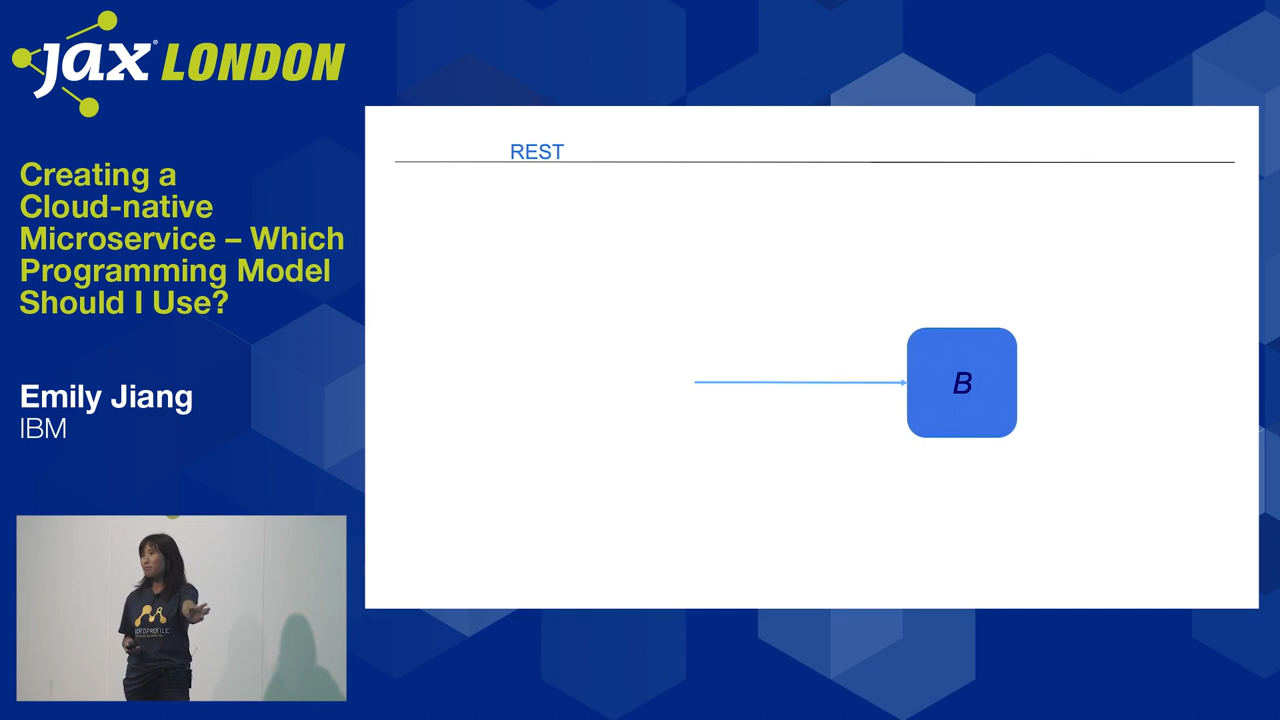 jax LONDON
Creating a
Cloud-native
Microservice – Which
Programming Model
Should I Use?
Emily Jiang
IBM
REST
B